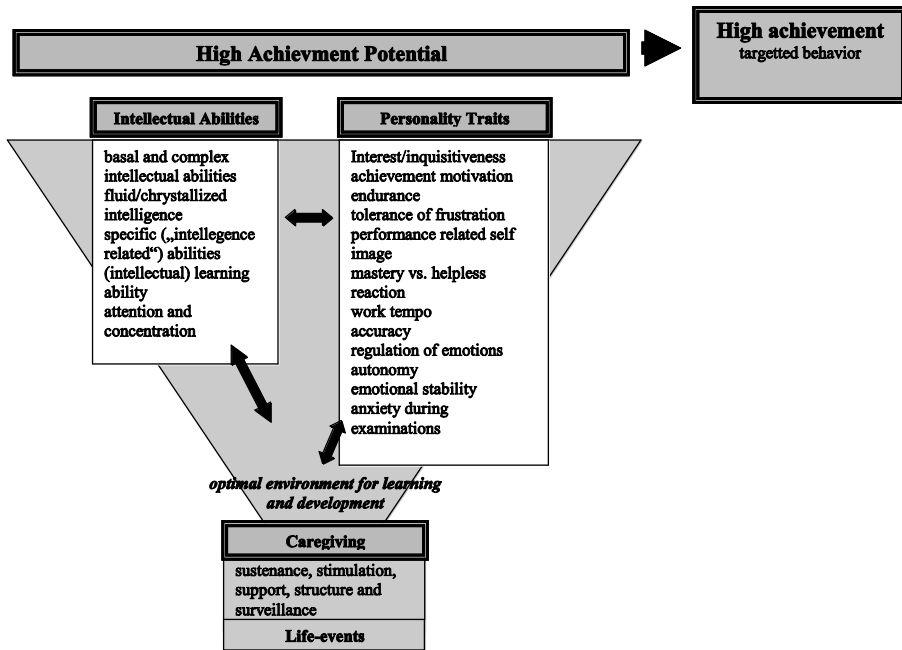 High Achievment Potential
High achievement
targetted behavior
Intellectual Abilities
basal and complex
intellectual abilities
fluid/chrystallized
intelligence
specific („intellegence
related“) abilities
(intellectual) learning
ability
attention and
concentration
Personality Traits
Interest/inquisitiveness
achievement motivation
endurance
tolerance of frustration
performance related self
image
mastery vs. helpless
reaction
work tempo
accuracy
regulation of emotions
autonomy
emotional stability
anxiety during
examinations
optimal environment for learning
and development
Caregiving
sustenance, stimulation,
support, structure and
surveillance
Life-events